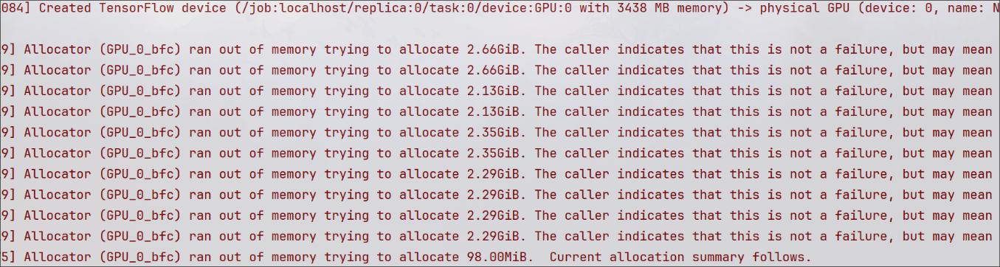 084] Created TensorFlow device (/job:localhost/replica:0/task:0/device:GPU:0 with 3438 MB memory) -> physical GPU (device: 0, name: N
9] Allocator (GPU_0_bfc) ran out of memory trying to allocate 2.66GiB. The caller indicates that this is not a failure, but may mean
9] Allocator (GPU_0_bfc) ran out of memory trying to allocate 2.66GiB. The caller indicates that this is not a failure, but may mean
9] Allocator (GPU_0_bfc) ran out of memory trying to allocate 2.13GiB. The caller indicates that this is not a failure, but may mean
9] Allocator (GPU_0_bfc) ran out of memory trying to allocate 2.13GiB. The caller indicates that this is not a failure, but may mean
9] Allocator (GPU_0_bfc) ran out of memory trying to allocate 2.35GiB. The caller indicates that this is not a failure, but may mean
9] Allocator (GPU_0_bfc) ran out of memory trying to allocate 2.35GiB. The caller indicates that this is not a failure, but may mean
9] Allocator (GPU_0_bfc) ran out of memory trying to allocate 2.29GiB. The caller indicates that this is not a failure, but may mean
9] Allocator (GPU_0_bfc) ran out of memory trying to allocate 2.29GiB. The caller indicates that this is not a failure, but may mean
9] Allocator (GPU_0_bfc) ran out of memory trying to allocate 2.29GiB. The caller indicates that this is not a failure, but may mean
9] Allocator (GPU_0_bfc) ran out of memory trying to allocate 2.29GiB. The caller indicates that this is not a failure, but may mean
5] Allocator (GPU_0_bfc) ran out of memory trying to allocate 98.00MiB.  Current allocation summary follows.